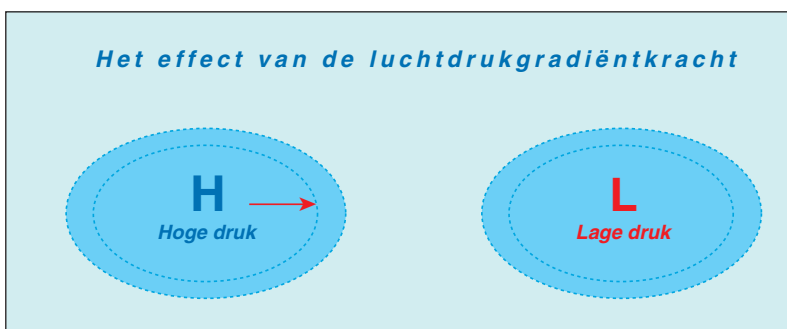 Het effect van de luchtdrukgradiëntkracht
H
Hoge druk
L
Lage druk